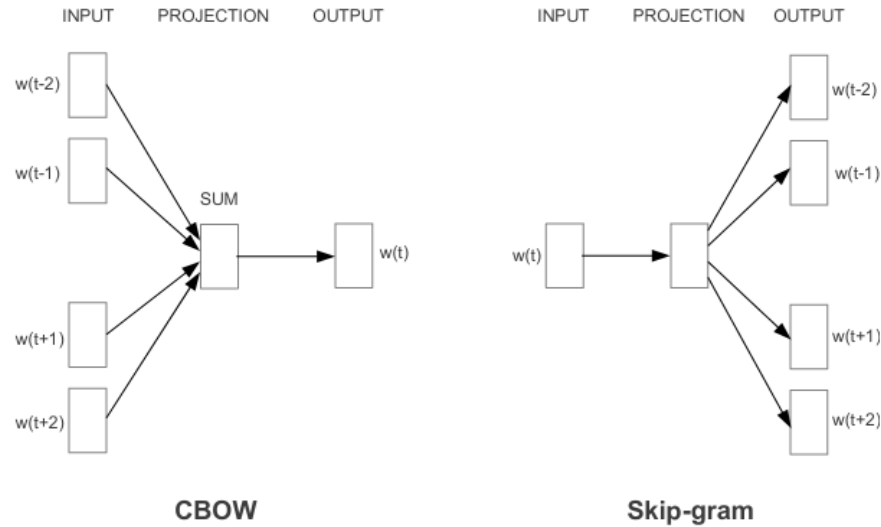 INPUT PROJECTION OUTPUT
w(t-2)
w(t-1)
SUM
w(t)
w(t+1)
w(t+2)
CBOW
INPUT PROJECTION OUTPUT
w(t-2)
w(t-1)
w(t)
w(t+1)
w(t+2)
Skip-gram